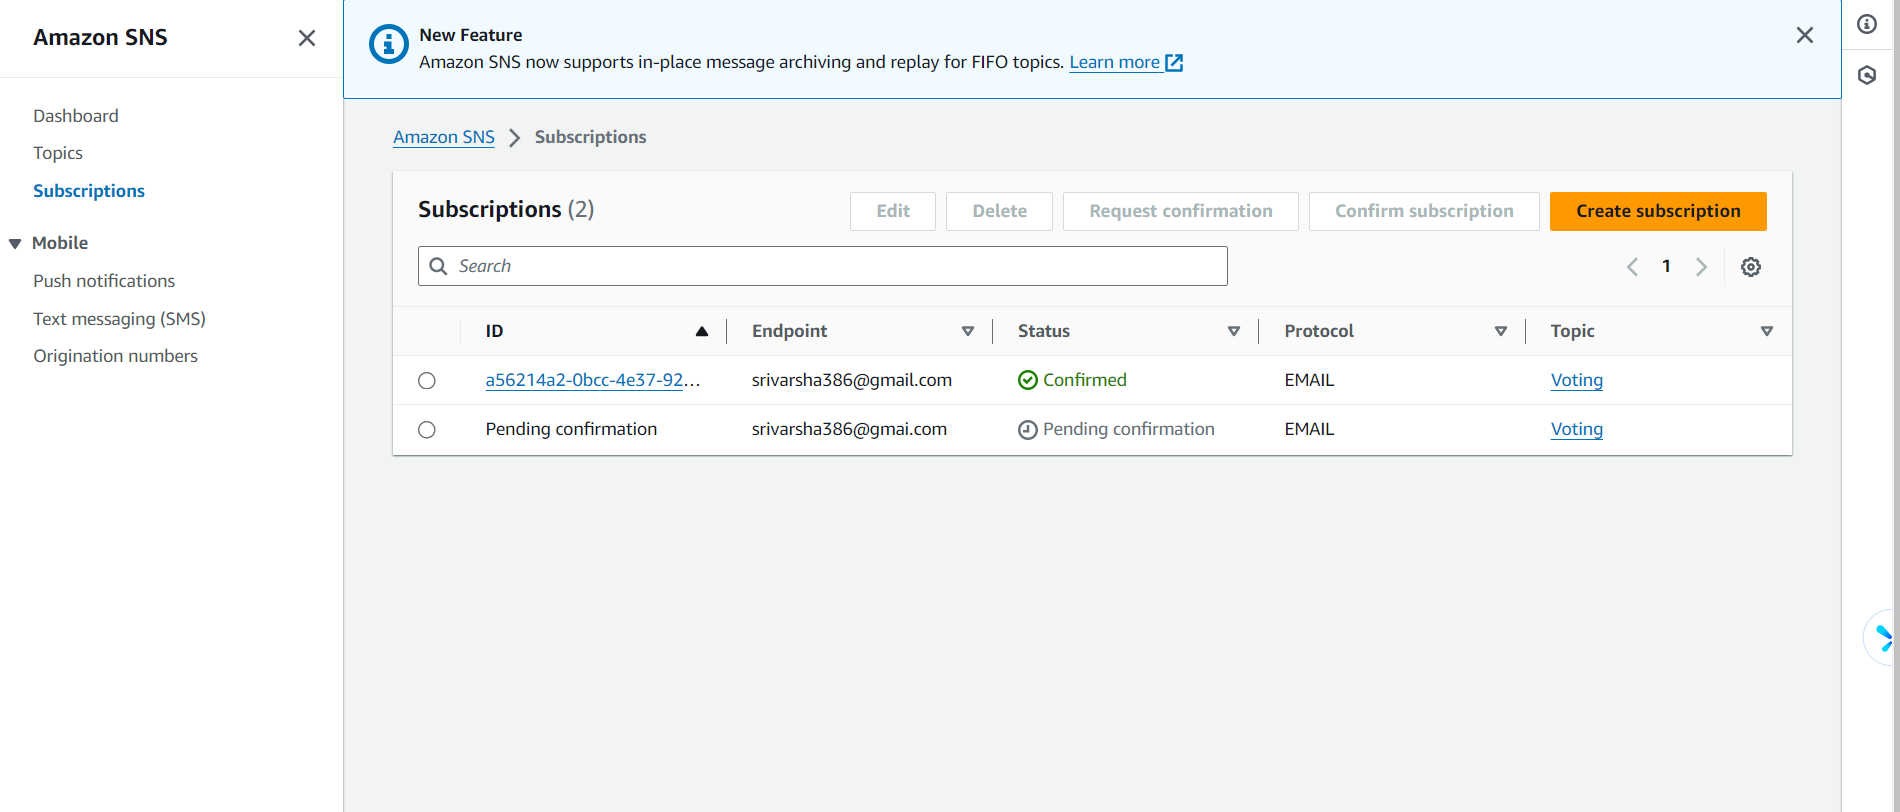 Amazon SNS
Dashboard
Topics
Subscriptions
Mobile
Push notifications
Text messaging (SMS)
Origination numbers
New Feature
Amazon SNS now supports in-place message archiving and replay for FIFO topics. Learn more
Amazon SNS Subscriptions
Subscriptions (2) Edit Delete Request confirmation Confirm subscription Create subscription
Search 1
ID Endpoint Status Protocol Topic
a56214a2-0bcc-4e37-92... srivarsha386@gmail.com Confirmed EMAIL Voting
Pending confirmation srivarsha386@gmai.com Pending confirmation EMAIL Voting